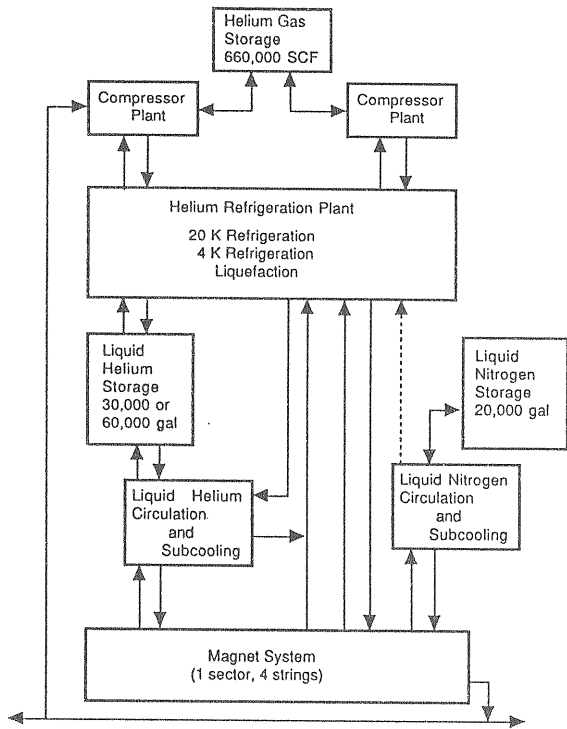 Helium Gas
Storage
660,000 SCF
Compressor
Plant
Compressor
Plant
Helium Refrigeration Plant
20 K Refrigeration
4 K Refrigeration
Liquefaction
Liquid
Helium
Storage
30,000 or
60,000 gal
Liquid
Nitrogen
Storage
20,000 gal
Liquid Helium
Circulation
and
Subcooling
Liquid Nitrogen
Circulation
and
Subcooling
Magnet System
(1 sector, 4 strings)